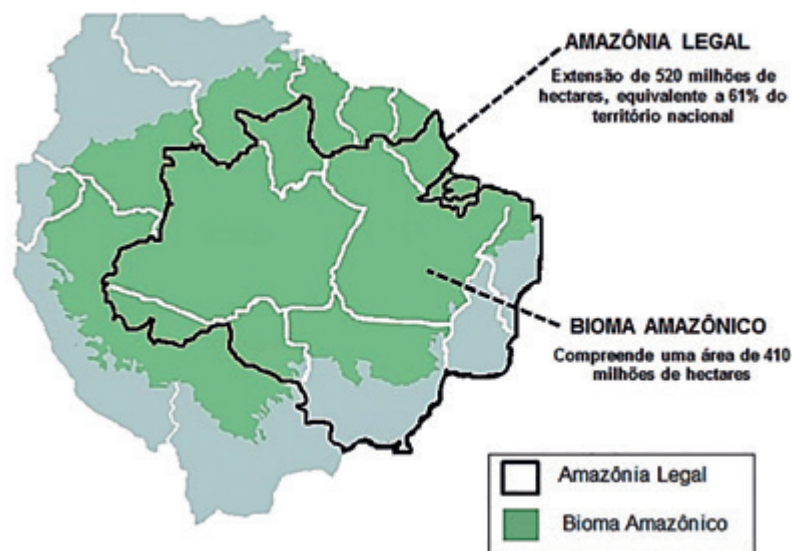 AMAZÔNIA LEGAL
Extensão de 520 milhões de
hectares, equivalente a 61% do
território nacional
BIOMA AMAZÔNICO
Compreende uma área de 410
milhões de hectares
Amazônia Legal
Bioma Amazônico